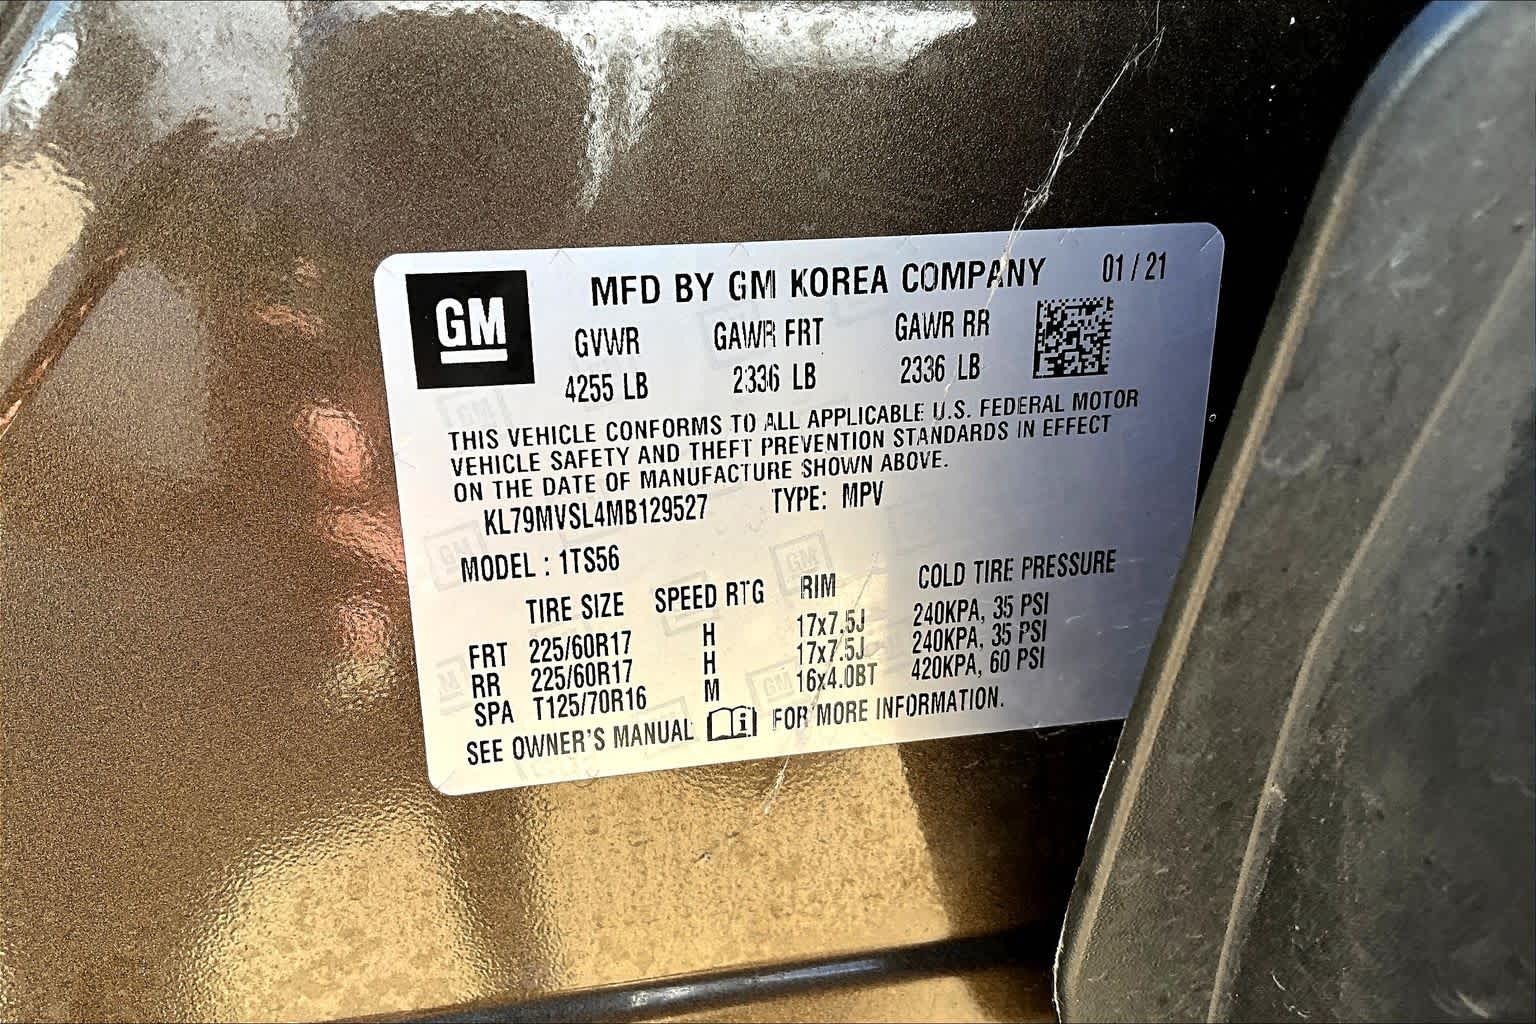 GM
MFD BY GM KOREA COMPANY 01 / 21
GVWR GAWR FRT GAWR RR
4255 LB 2336 LB 2336 LB
THIS VEHICLE CONFORMS TO ALL APPLICABLE U.S. FEDERAL MOTOR
VEHICLE SAFETY AND THEFT PREVENTION STANDARDS IN EFFECT
ON THE DATE OF MANUFACTURE SHOWN ABOVE.
KL79MVSL4MB129527 TYPE: MPV
MODEL : 1TS56
TIRE SIZE SPEED RTG RIM COLD TIRE PRESSURE
FRT 225/60R17 H 17x7.5J 240KPA, 35 PSI
RR 225/60R17 H 17x7.5J 240KPA, 35 PSI
SPA T125/70R16 M 16x4.0BT 420KPA, 60 PSI
SEE OWNER'S MANUAL FOR MORE INFORMATION.